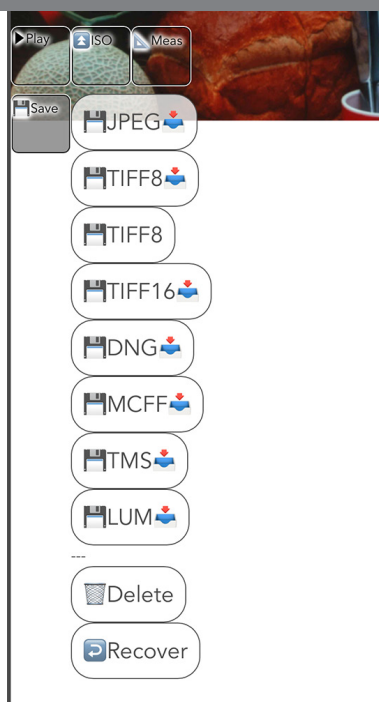 Play ISO Meas
Save
JPEG
TIFF8
TIFF8
TIFF16
DNG
MCFF
TMS
LUM
---
Delete
Recover